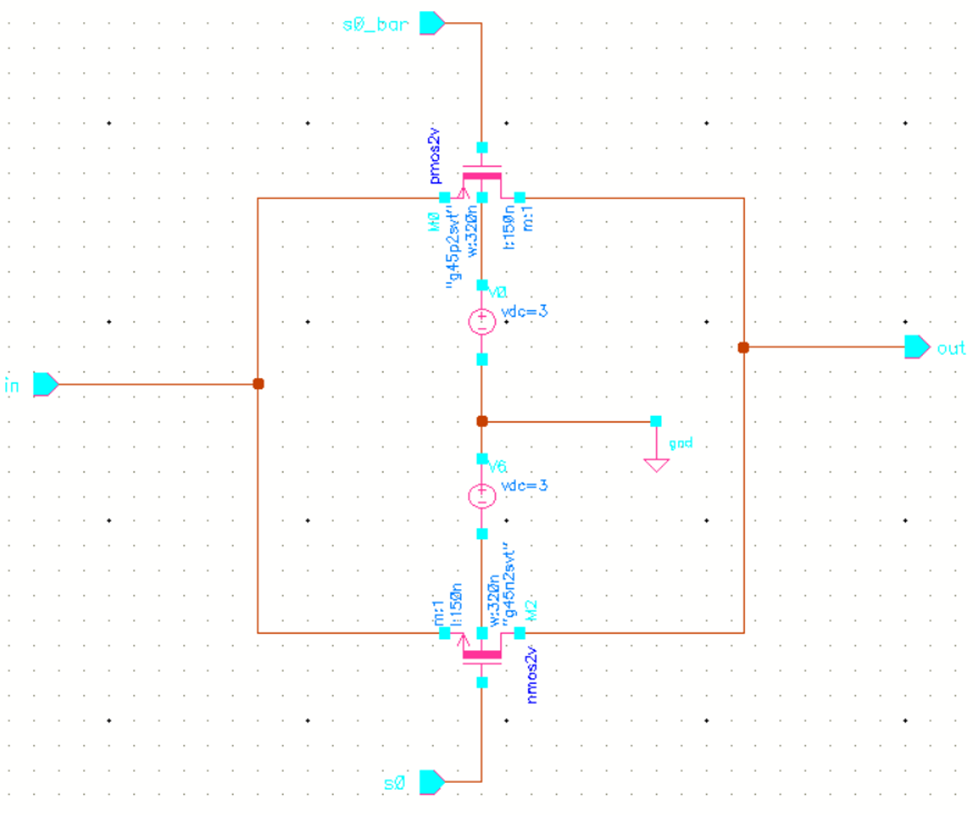 s0_bar
pmos2v
M0
"g45p2svt"
w:320n
l:150n
m:1
V0
vdc=3
in
out
gnd
V6
vdc=3
m:1
l:150n
w:320n
"g45n2svt"
M2
nmos2v
s0